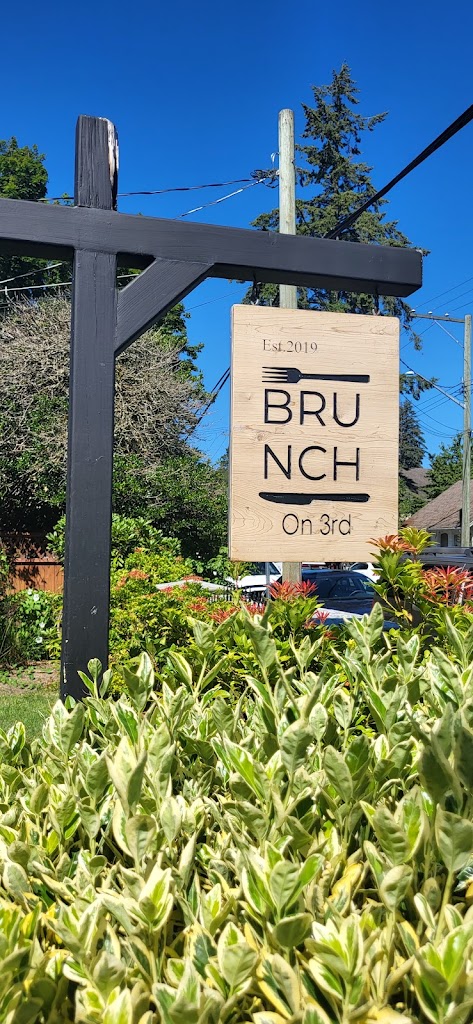 Est.2019
BRU
NCH
On 3rd